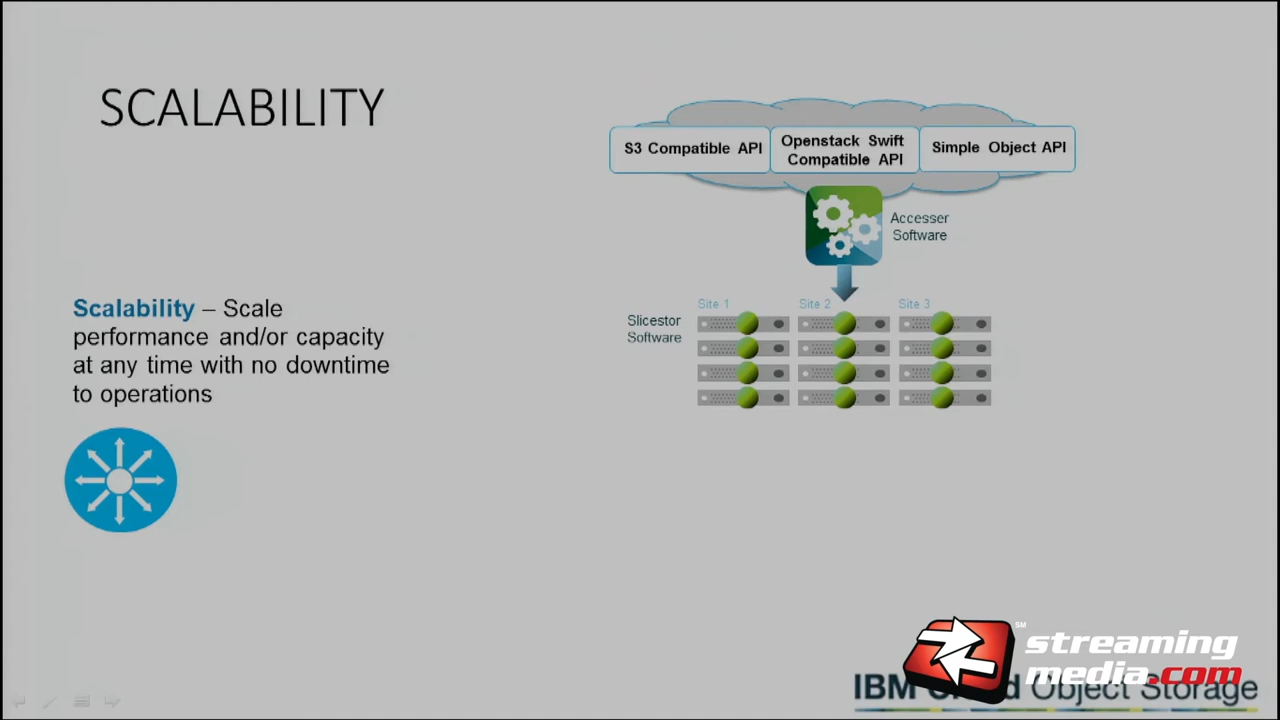 SCALABILITY
S3 Compatible API
Openstack Swift
Compatible API
Simple Object API
Accesser
Software
Site 1
Site 2
Site 3
Slicestor
Software
Scalability – Scale
performance and/or capacity
at any time with no downtime
to operations
SM
streaming
media.com
IBM Object Storage